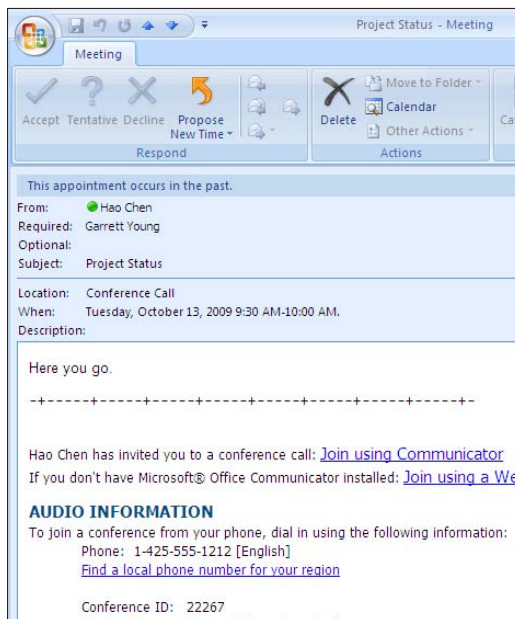 Project Status - Meeting
Meeting
Accept Tentative Decline Propose New Time
Respond
Delete
Move to Folder
Calendar
Other Actions
Actions
This appointment occurs in the past.
From: Hao Chen
Required: Garrett Young
Optional:
Subject: Project Status
Location: Conference Call
When: Tuesday, October 13, 2009 9:30 AM-10:00 AM.
Description:
Here you go.
-+-----+-----+-----+-----+-----+-----+-----+-----+-
Hao Chen has invited you to a conference call: Join using Communicator
If you don't have Microsoft® Office Communicator installed: Join using a We
AUDIO INFORMATION
To join a conference from your phone, dial in using the following information:
Phone: 1-425-555-1212 [English]
Find a local phone number for your region
Conference ID: 22267